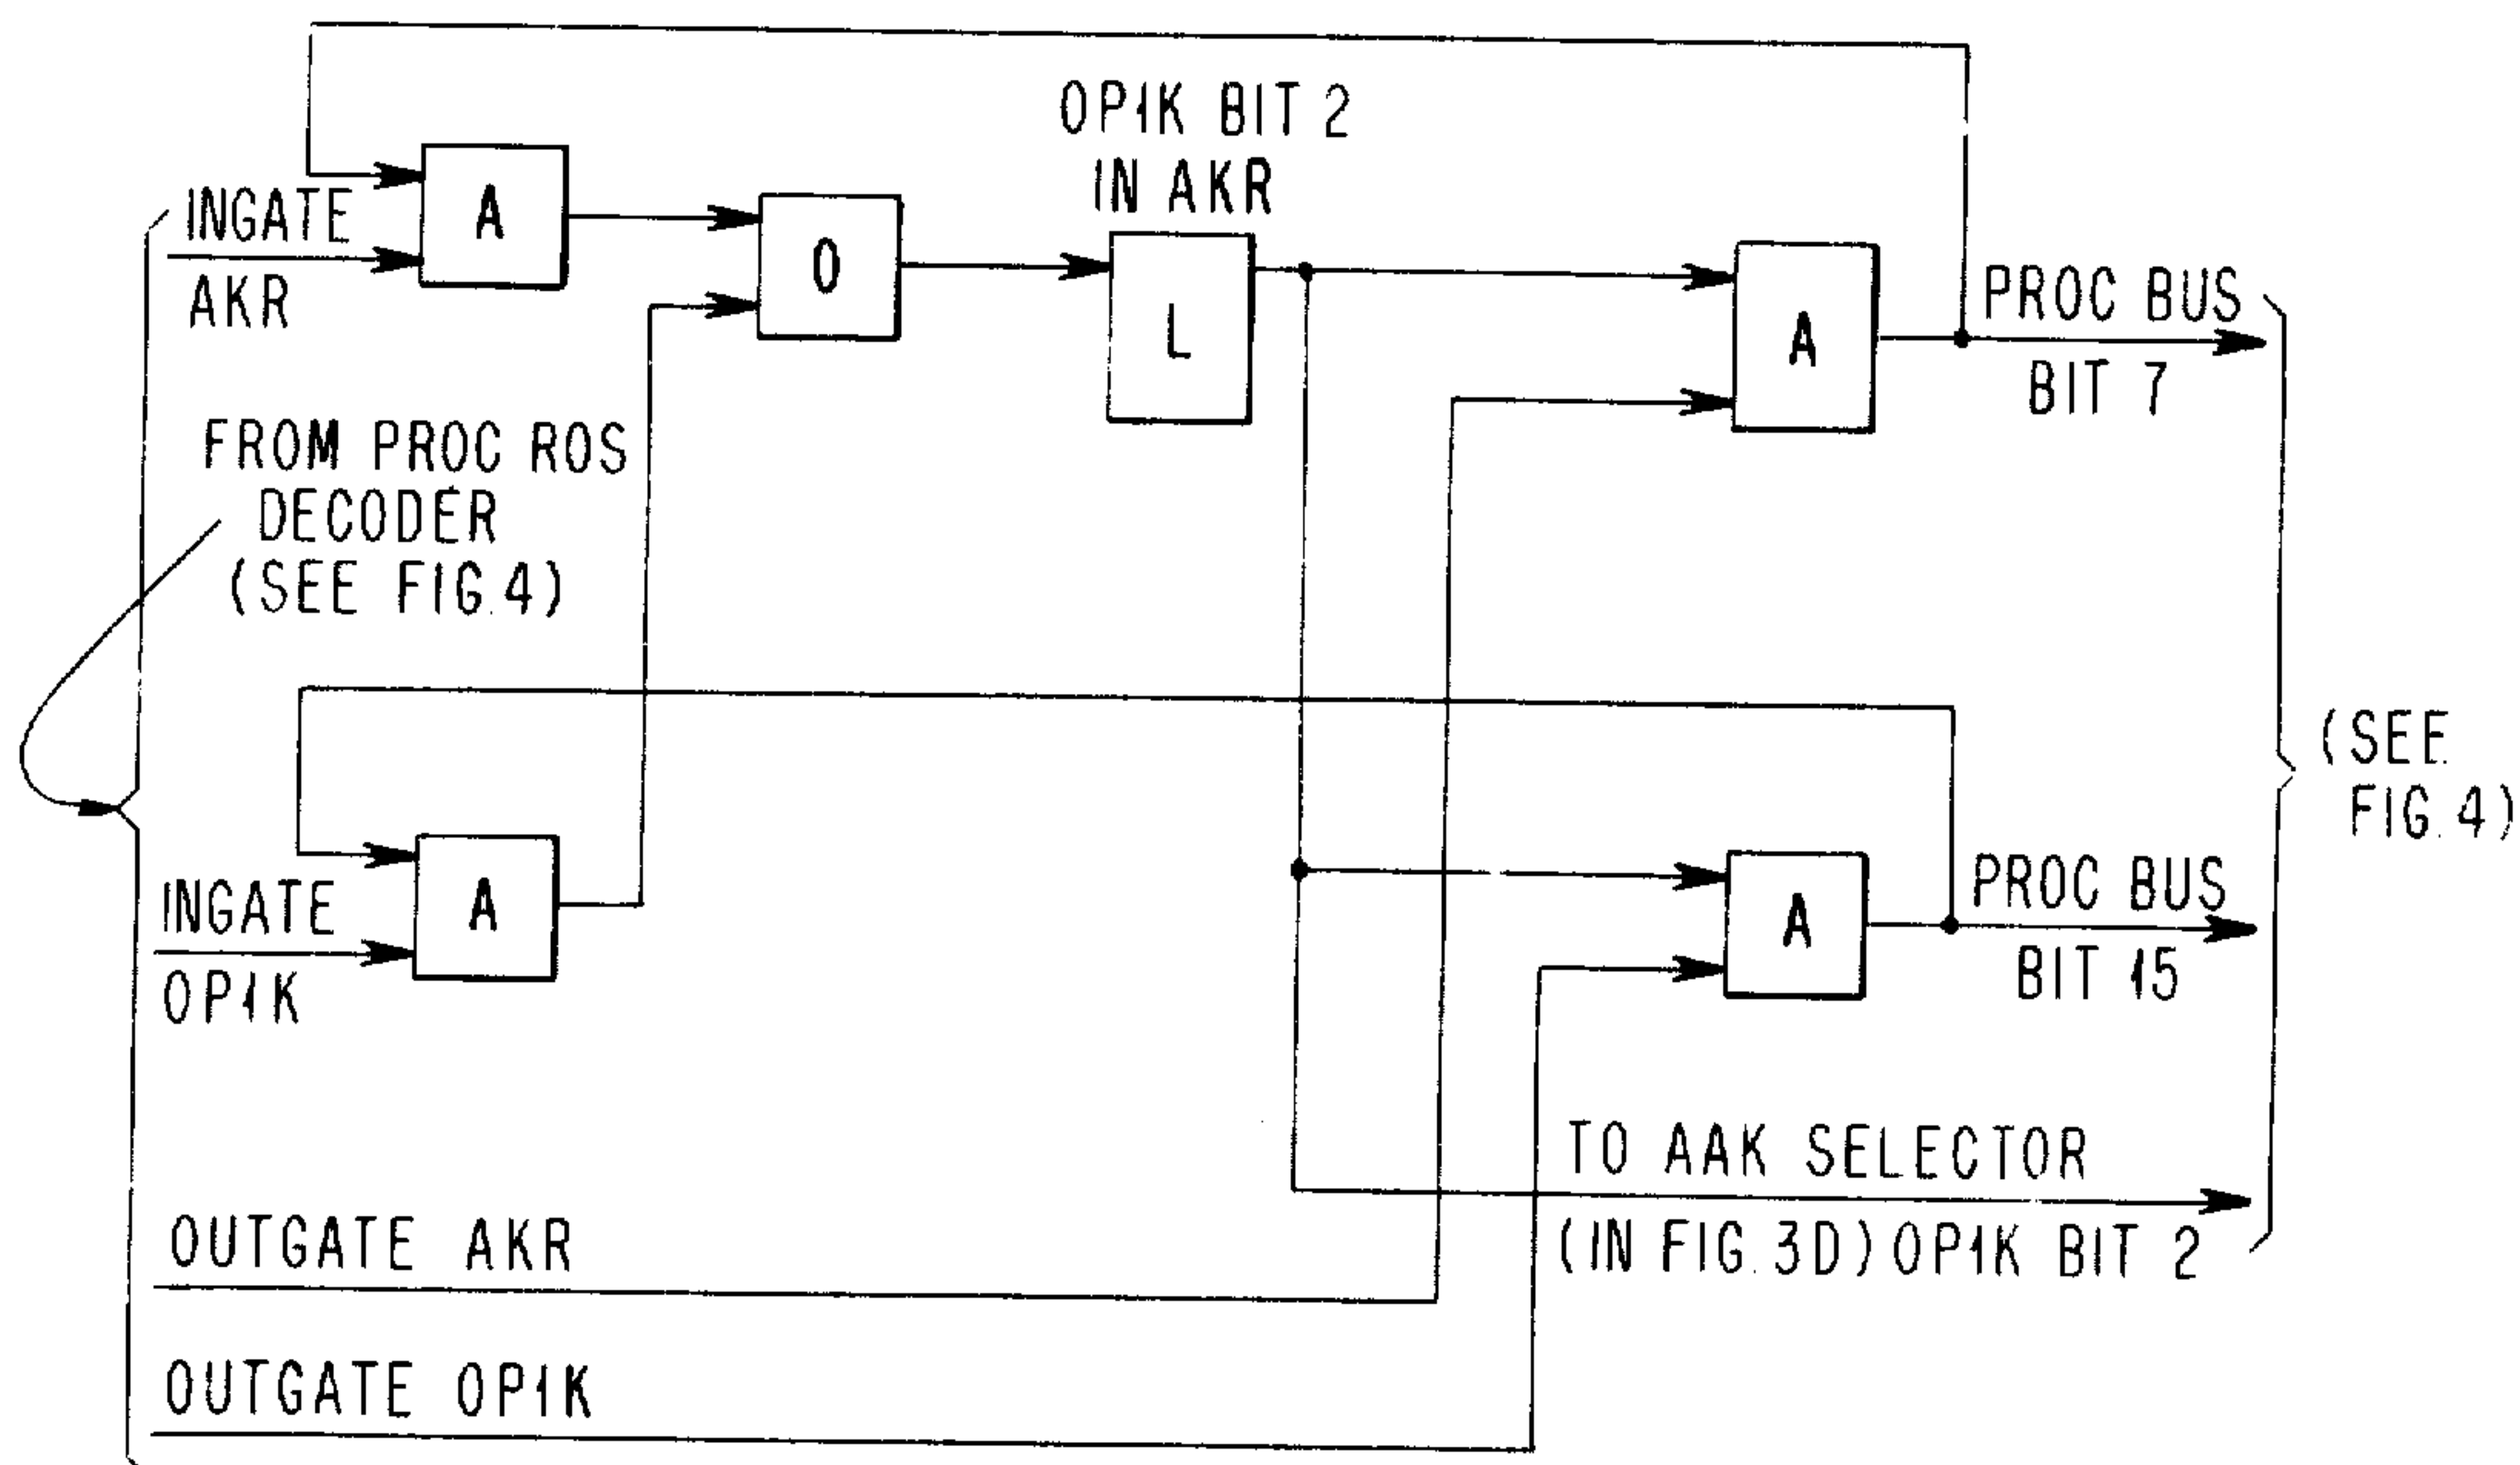 OP1K BIT 2
IN AKR
INGATE
AKR
A
O
L
A
PROC BUS
BIT 7
FROM PROC ROS
DECODER
(SEE FIG.4)
(SEE
FIG.4)
INGATE
OP1K
A
A
PROC BUS
BIT 15
TO AAK SELECTOR
(IN FIG.3D) OP1K BIT 2
OUTGATE AKR
OUTGATE OP1K